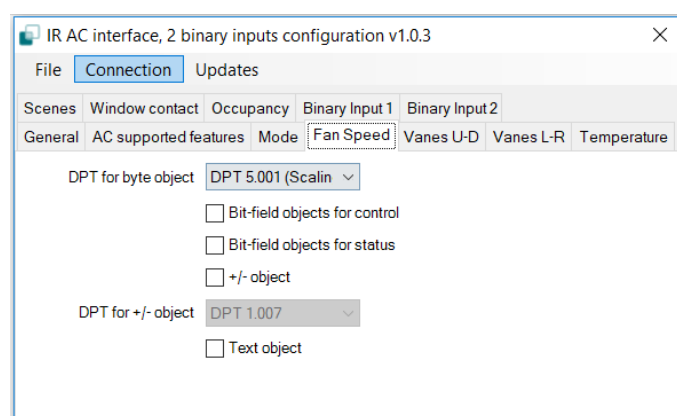 IR AC interface, 2 binary inputs configuration v1.0.3
File Connection Updates
Scenes Window contact Occupancy Binary Input 1 Binary Input 2
General AC supported features Mode Fan Speed Vanes U-D Vanes L-R Temperature
DPT for byte object DPT 5.001 (Scalin
Bit-field objects for control
Bit-field objects for status
+/- object
DPT for +/- object DPT 1.007
Text object